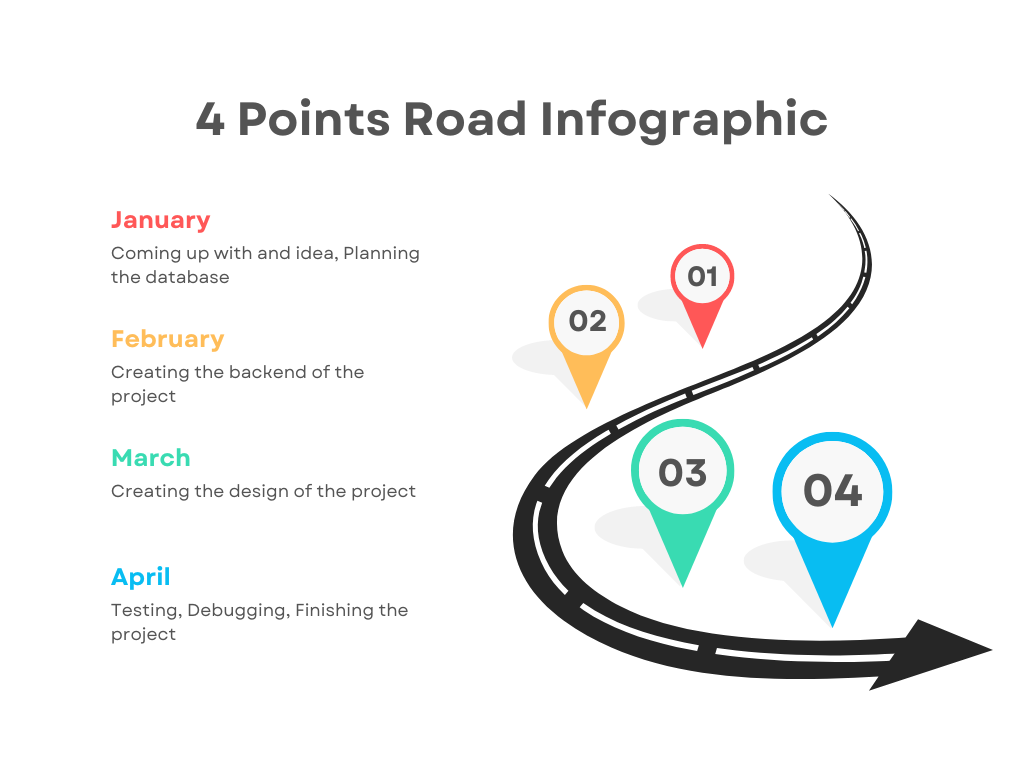 4 Points Road Infographic
January
Coming up with and idea, Planning
the database
February
Creating the backend of the
project
March
Creating the design of the project
April
Testing, Debugging, Finishing the
project
01
02
03
04